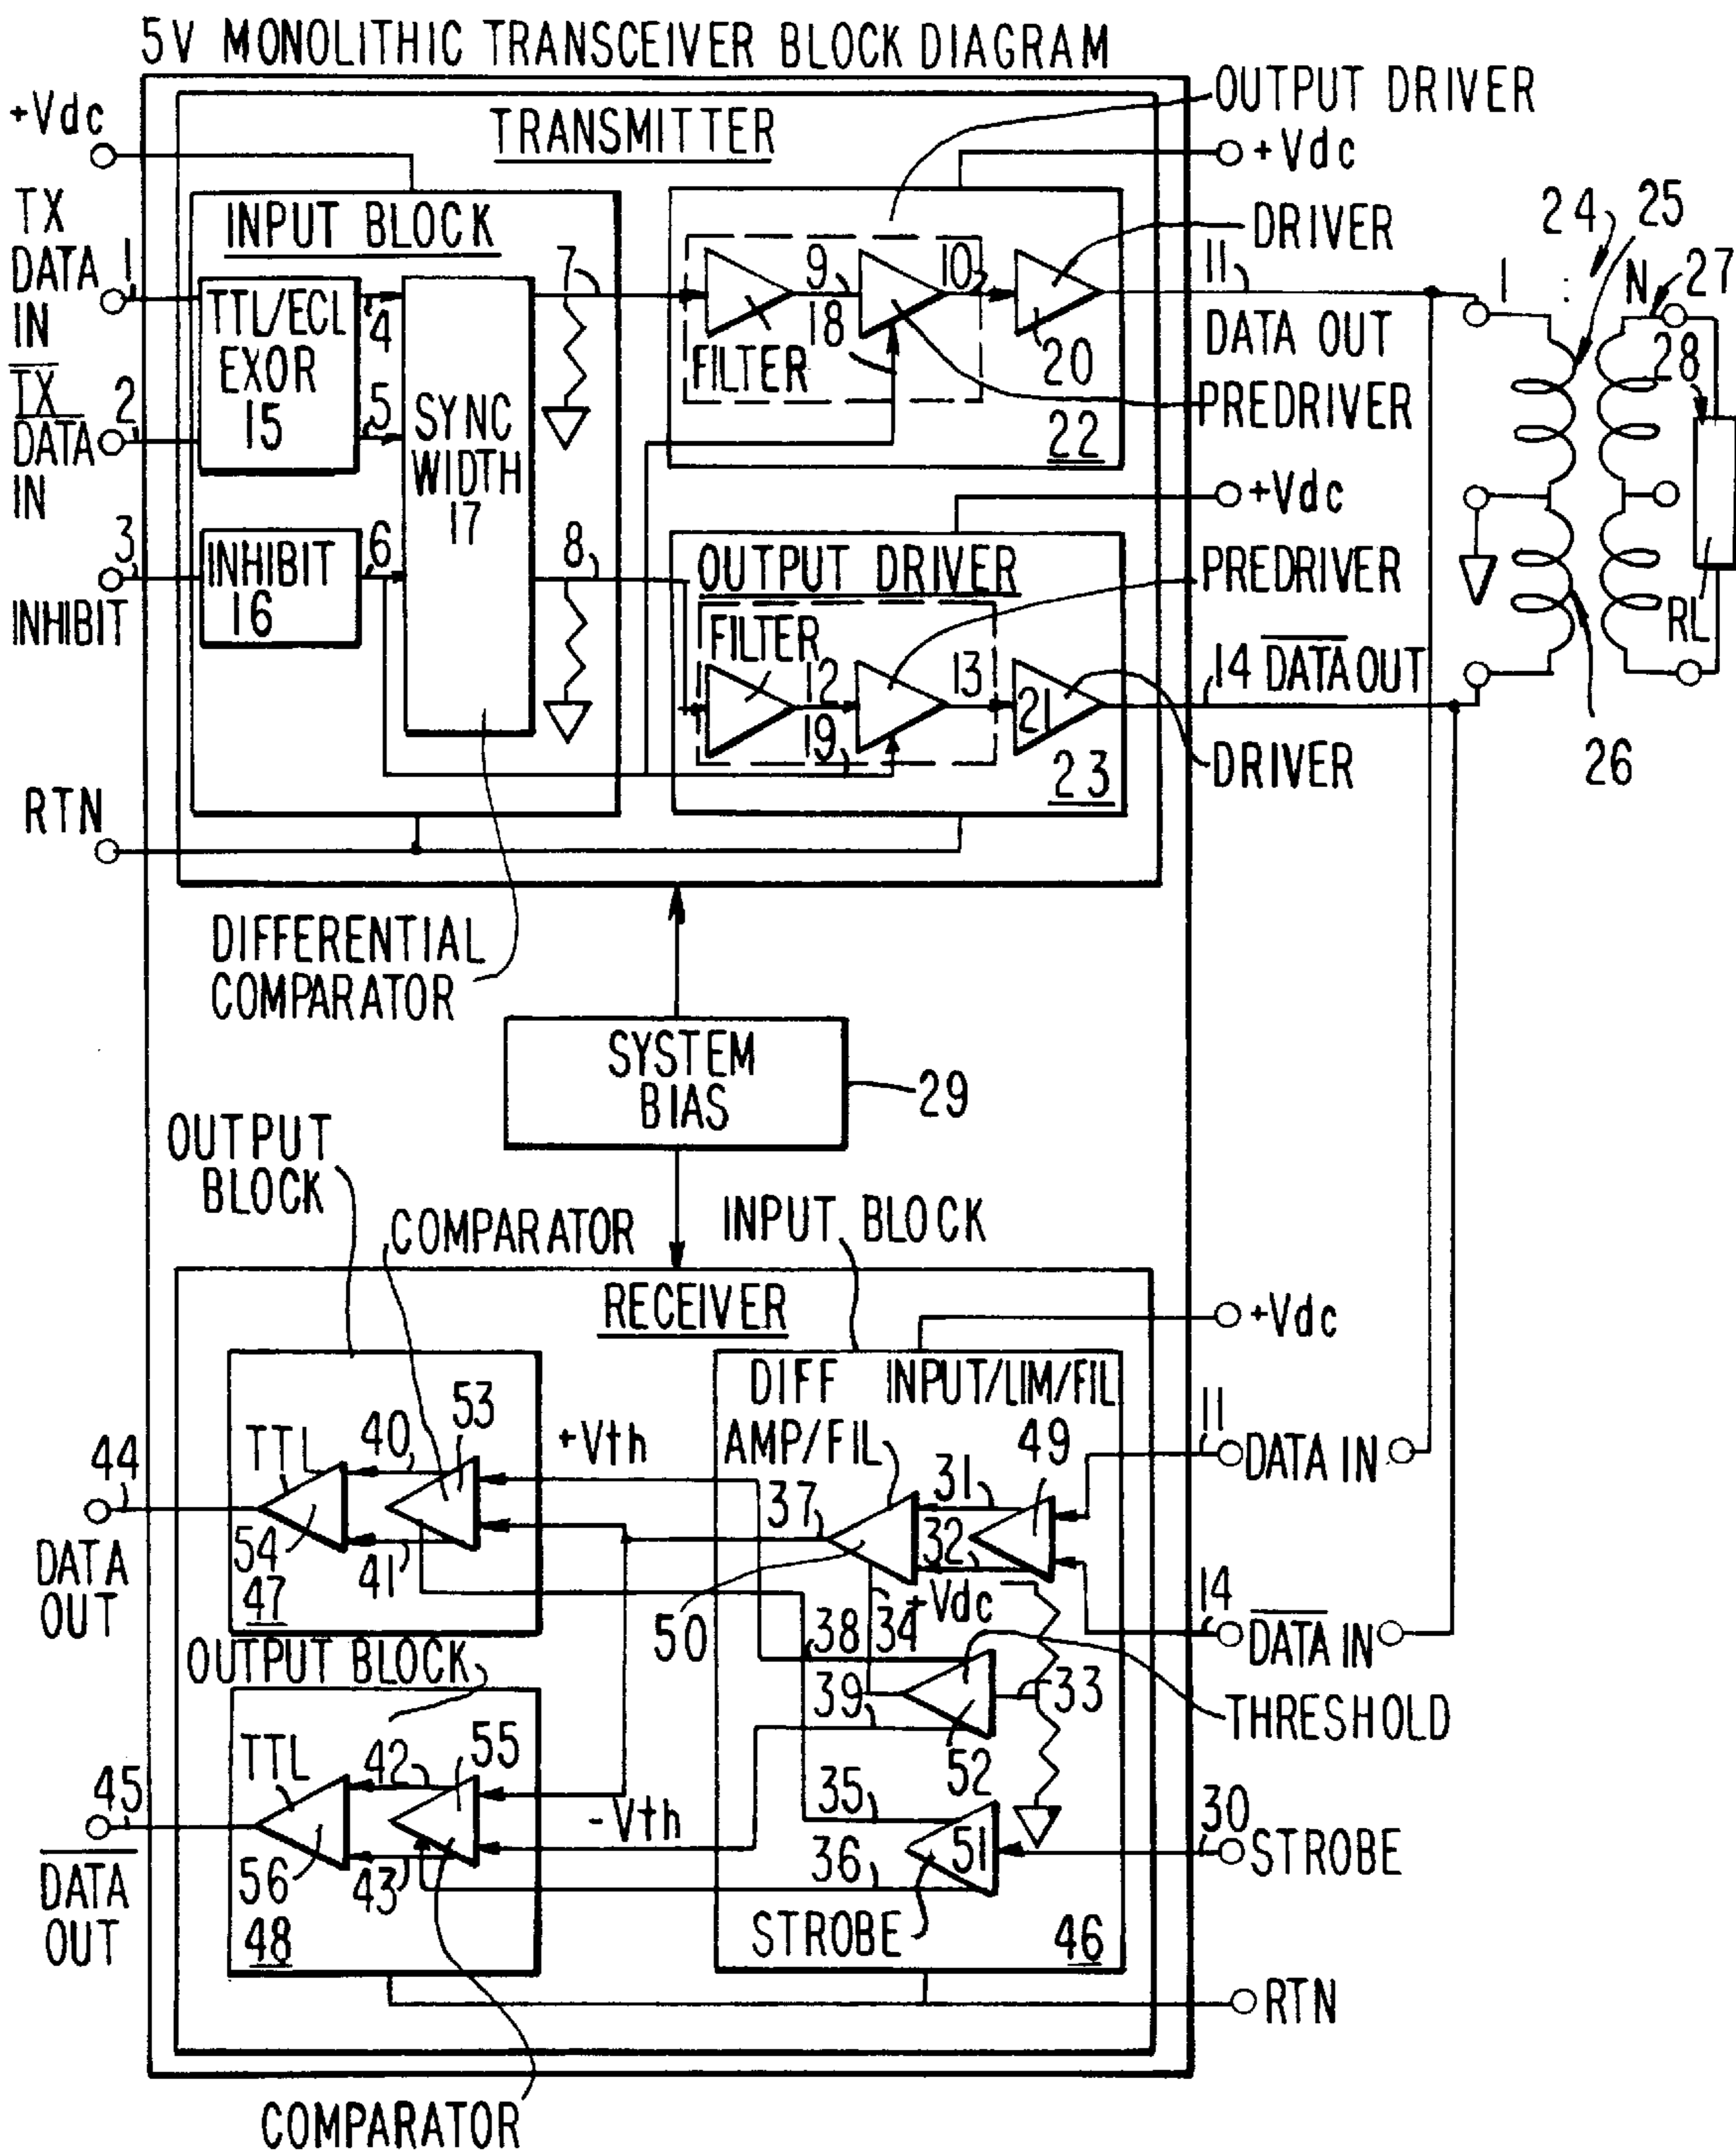 5V MONOLITHIC TRANSCEIVER BLOCK DIAGRAM
TRANSMITTER
OUTPUT DRIVER
+Vdc
+Vdc
INPUT BLOCK
TX
DATA
IN
1
TTL/ECL
EXOR
15
4
5
TX
DATA
IN
2
3
INHIBIT
INHIBIT
16
6
SYNC
WIDTH
17
7
8
FILTER
9
18
10
20
22
DRIVER
11
DATA OUT
PREDRIVER
+Vdc
OUTPUT DRIVER
FILTER
12
19
13
21
23
PREDRIVER
14 DATA OUT
DRIVER
24
25
1 : N
27
28
RL
26
RTN
DIFFERENTIAL
COMPARATOR
SYSTEM
BIAS
29
OUTPUT
BLOCK
COMPARATOR
INPUT BLOCK
RECEIVER
+Vdc
DIFF
AMP/FIL
INPUT/LIM/FIL
49
TTL
40
53
+Vth
37
31
32
11
DATA IN
44
DATA
OUT
54
41
47
50
34
+Vdc
38
39
33
52
14
DATA IN
THRESHOLD
OUTPUT BLOCK
TTL
42
55
-Vth
35
36
51
30
STROBE
45
DATA
OUT
56
43
48
STROBE
46
RTN
COMPARATOR